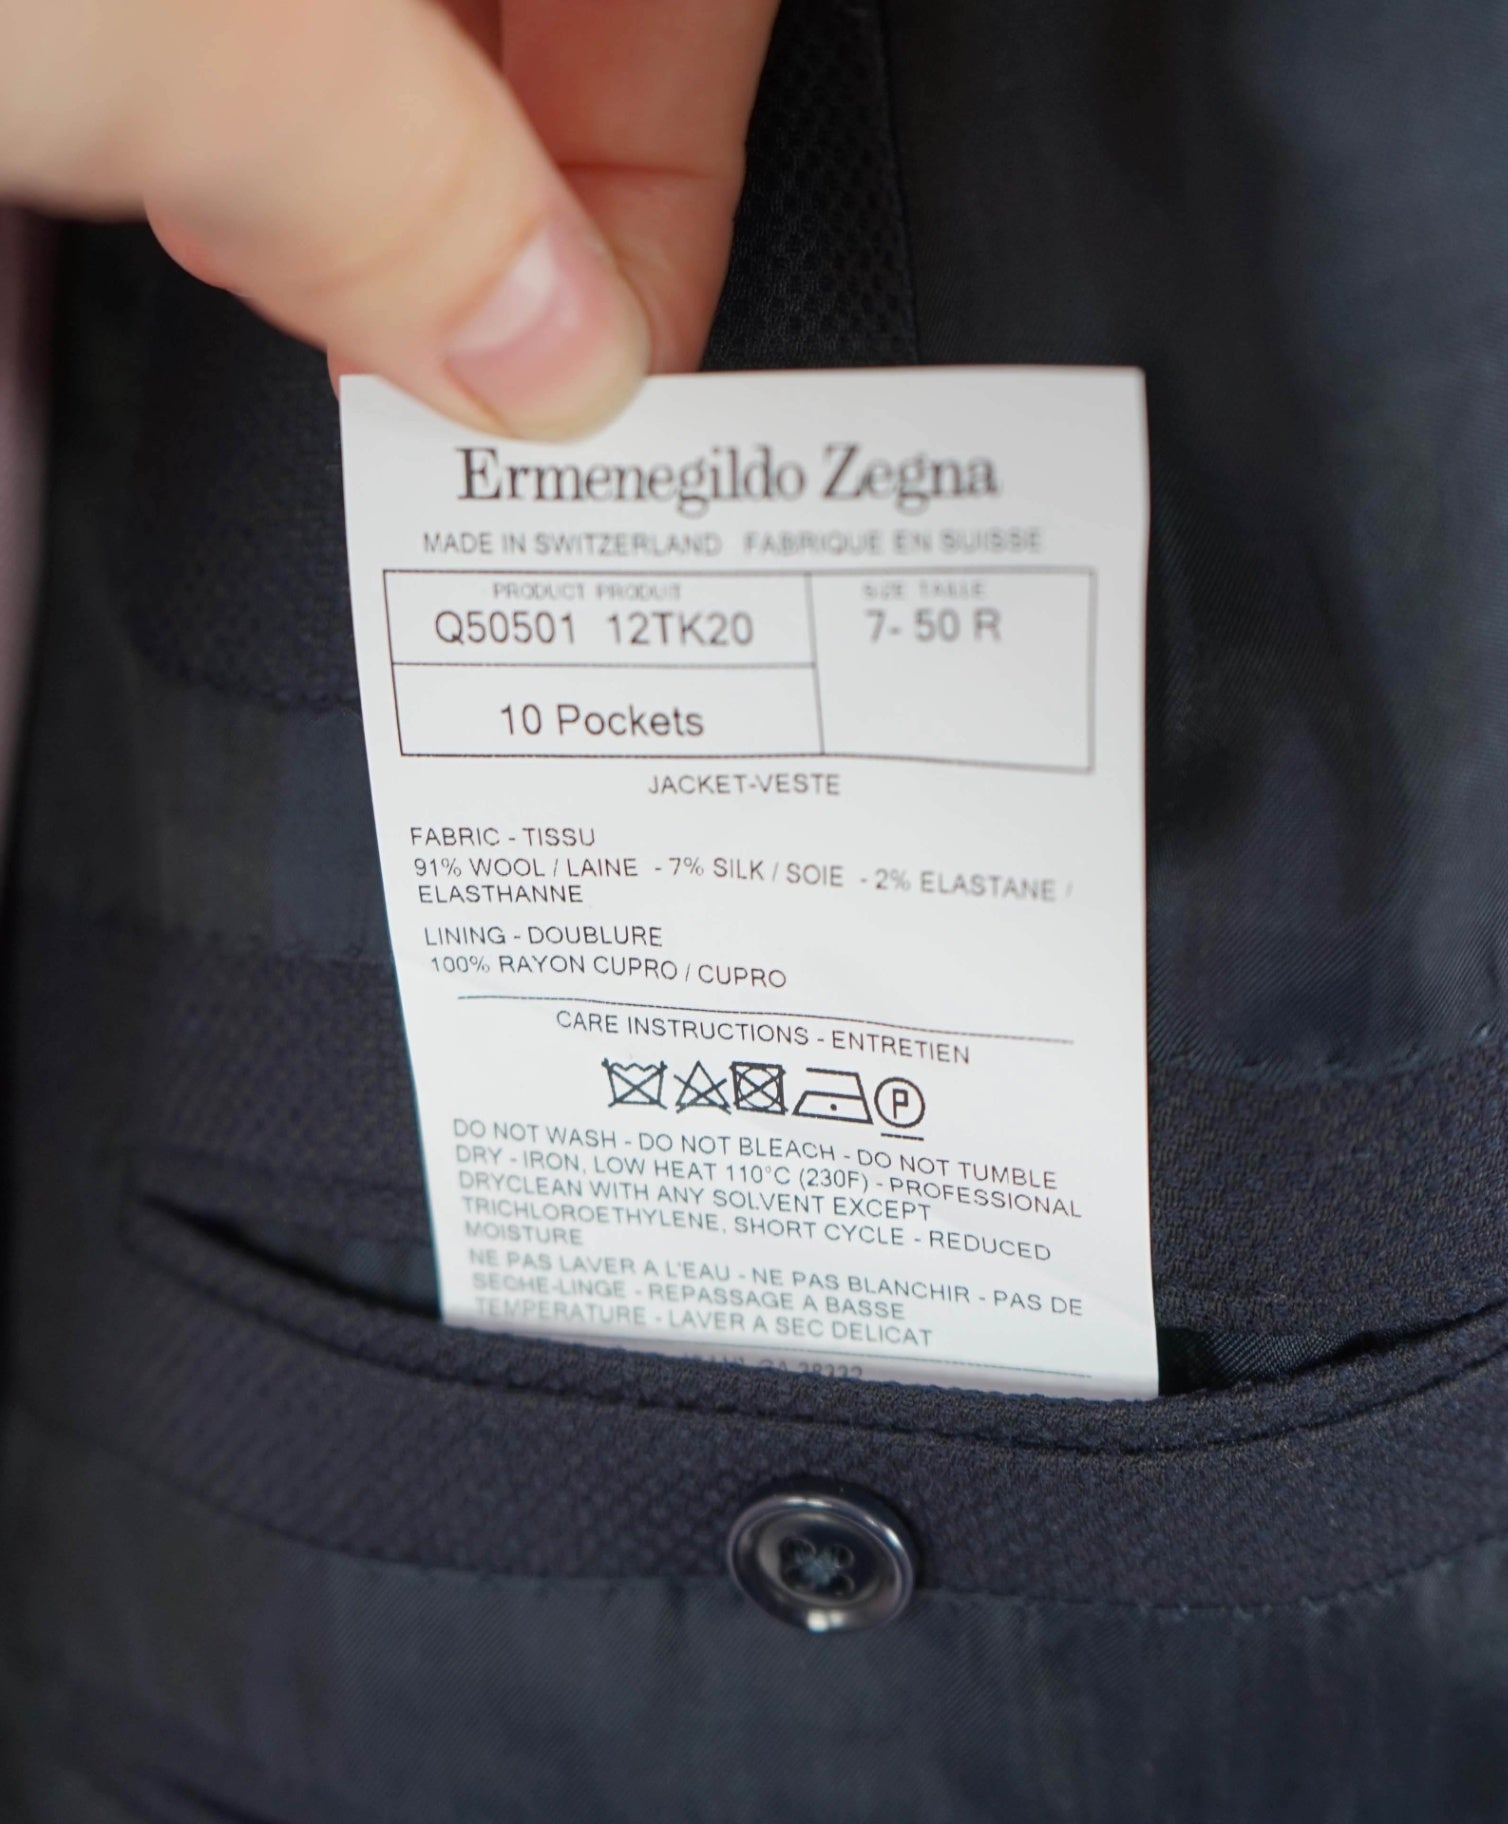 Ermenegildo Zegna
MADE IN SWITZERLAND FABRIQUE EN SUISSE
PRODUCT PRODUIT SIZE TAILLE
Q50501 12TK20 7- 50 R
10 Pockets
JACKET-VESTE
FABRIC - TISSU
91% WOOL / LAINE - 7% SILK / SOIE - 2% ELASTANE /
ELASTHANNE
LINING - DOUBLURE
100% RAYON CUPRO / CUPRO
CARE INSTRUCTIONS - ENTRETIEN
P
DO NOT WASH - DO NOT BLEACH - DO NOT TUMBLE
DRY - IRON, LOW HEAT 110°C (230F) - PROFESSIONAL
DRYCLEAN WITH ANY SOLVENT EXCEPT
TRICHLOROETHYLENE, SHORT CYCLE - REDUCED
MOISTURE
NE PAS LAVER A L'EAU - NE PAS BLANCHIR - PAS DE
SECHE-LINGE - REPASSAGE A BASSE
TEMPERATURE - LAVER A SEC DELICAT